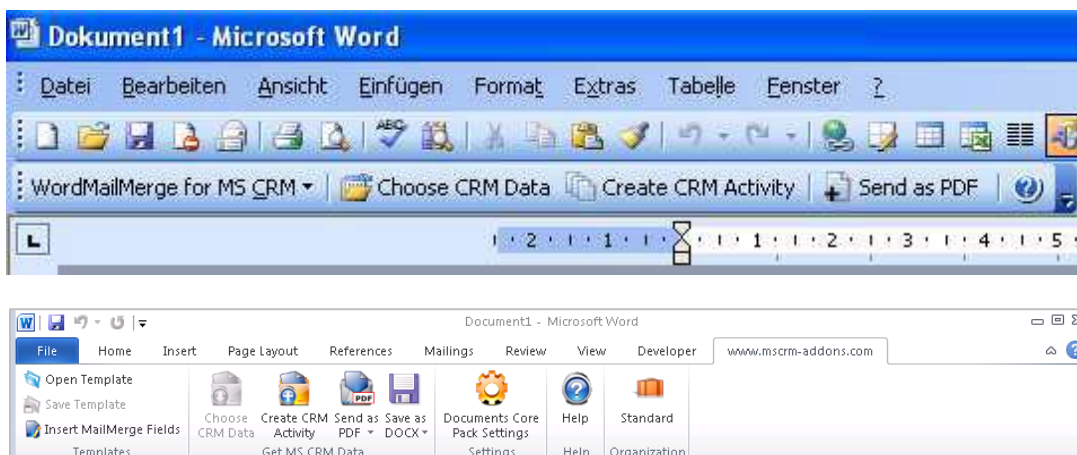 Dokument1 - Microsoft Word
Datei Bearbeiten Ansicht Einfügen Format Extras Tabelle Fenster ?
ABC
WordMailMerge for MS CRM Choose CRM Data Create CRM Activity Send as PDF
L 2 1 1 2 3 4 5
W Document1 - Microsoft Word
File Home Insert Page Layout References Mailings Review View Developer www.mscrm-addons.com
Open Template
Save Template
Insert MailMerge Fields
Choose CRM Data
Create CRM Activity
Send as PDF
Save as DOCX
Documents Core Pack Settings
Help
Standard
Templates Get MS CRM Data Settings Help Organization